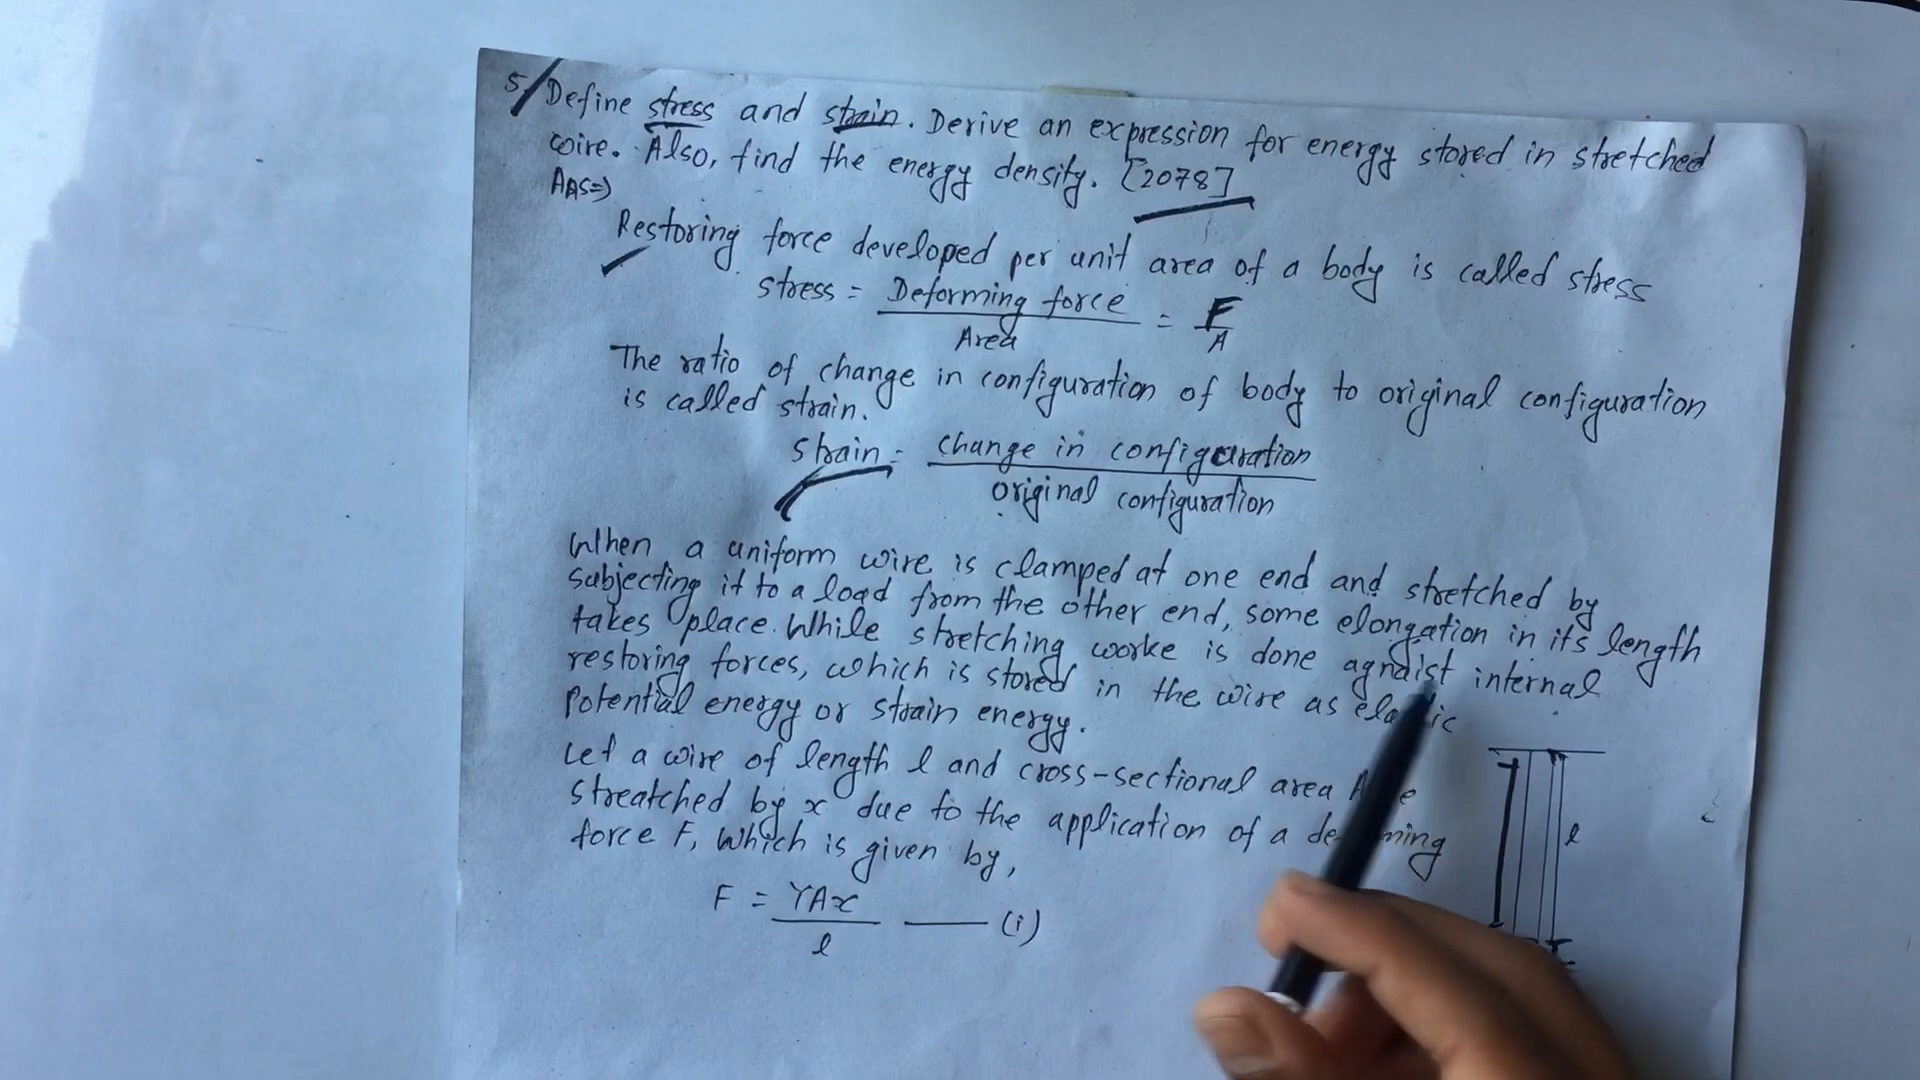 5. Define stress and strain. Derive an expression for energy stored in stretched
wire. Also, find the energy density. [2078]
Ans⇒
Restoring force developed per unit area of a body is called stress
stress = Deforming force / Area = F / A
The ratio of change in configuration of body to original configuration
is called strain.
strain = change in configuration / original configuration
When a uniform wire is clamped at one end and stretched by
subjecting it to a load from the other end, some elongation in its length
takes place. While stretching worke is done agnaist internal
restoring forces, which is stored in the wire as
Potential energy or strain energy.
Let a wire of length l and cross-sectional area
streatched by x due to the application of a
force F, which is given by,
F = YAx / l —— (i)
l